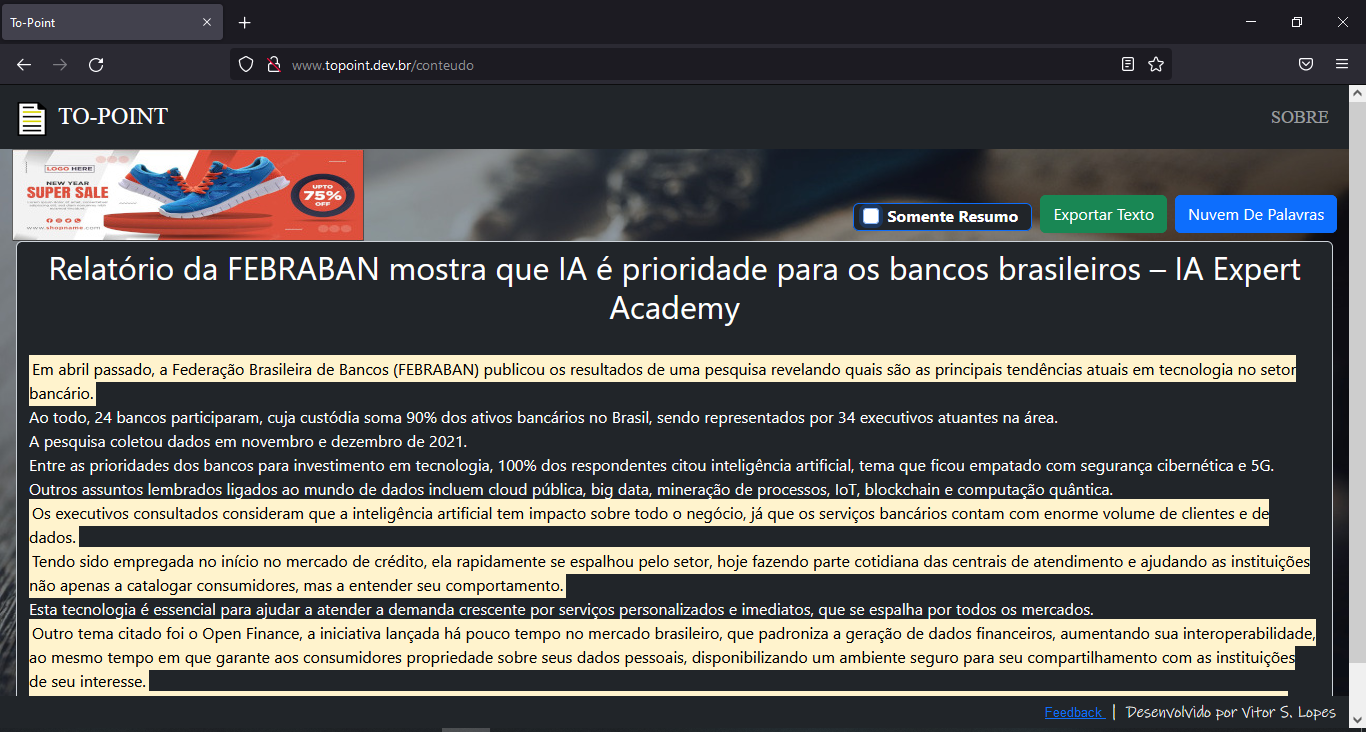 To-Point
www.topoint.dev.br/conteudo
TO-POINT
SOBRE
LOGO HERE
NEW YEAR
SUPER SALE
UPTO
75%
OFF
www.shopname.com
Somente Resumo
Exportar Texto
Nuvem De Palavras
Relatório da FEBRABAN mostra que IA é prioridade para os bancos brasileiros – IA Expert
Academy
Em abril passado, a Federação Brasileira de Bancos (FEBRABAN) publicou os resultados de uma pesquisa revelando quais são as principais tendências atuais em tecnologia no setor
bancário.
Ao todo, 24 bancos participaram, cuja custódia soma 90% dos ativos bancários no Brasil, sendo representados por 34 executivos atuantes na área.
A pesquisa coletou dados em novembro e dezembro de 2021.
Entre as prioridades dos bancos para investimento em tecnologia, 100% dos respondentes citou inteligência artificial, tema que ficou empatado com segurança cibernética e 5G.
Outros assuntos lembrados ligados ao mundo de dados incluem cloud pública, big data, mineração de processos, IoT, blockchain e computação quântica.
Os executivos consultados consideram que a inteligência artificial tem impacto sobre todo o negócio, já que os serviços bancários contam com enorme volume de clientes e de
dados.
Tendo sido empregada no início no mercado de crédito, ela rapidamente se espalhou pelo setor, hoje fazendo parte cotidiana das centrais de atendimento e ajudando as instituições
não apenas a catalogar consumidores, mas a entender seu comportamento.
Esta tecnologia é essencial para ajudar a atender a demanda crescente por serviços personalizados e imediatos, que se espalha por todos os mercados.
Outro tema citado foi o Open Finance, a iniciativa lançada há pouco tempo no mercado brasileiro, que padroniza a geração de dados financeiros, aumentando sua interoperabilidade,
ao mesmo tempo em que garante aos consumidores propriedade sobre seus dados pessoais, disponibilizando um ambiente seguro para seu compartilhamento com as instituições
de seu interesse.
Feedback | Desenvolvido por Vitor S. Lopes